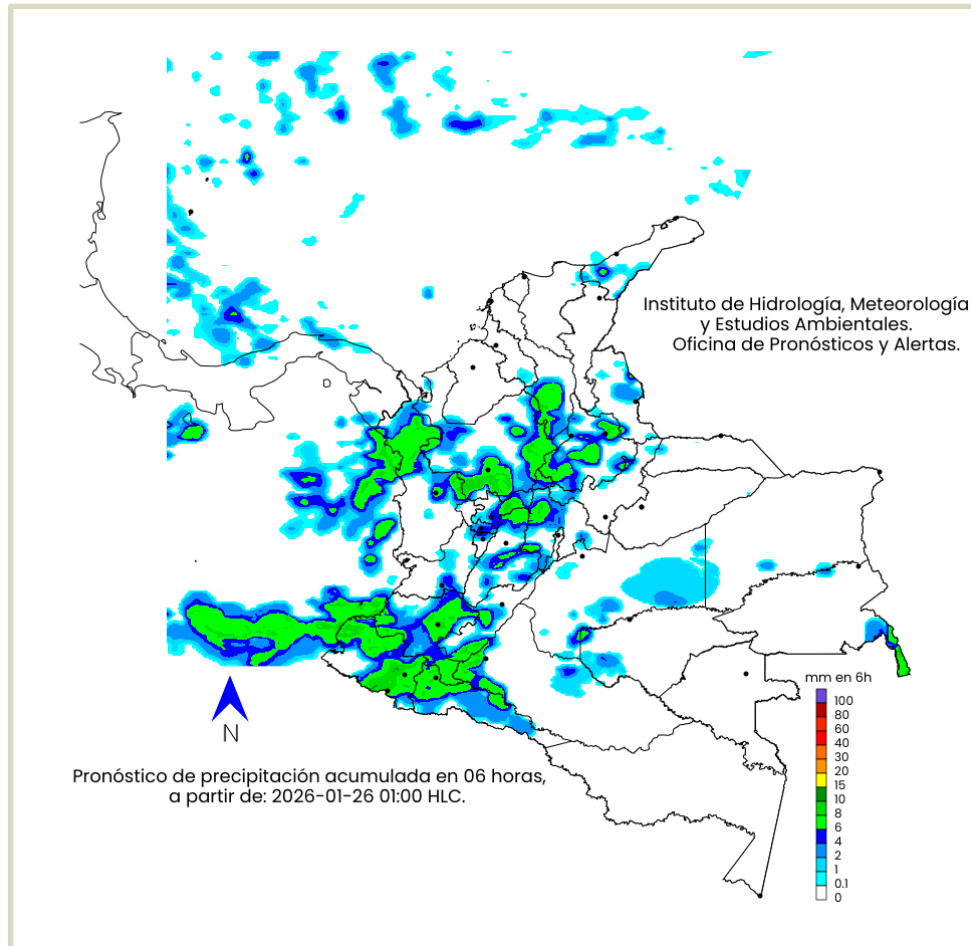 Instituto de Hidrología, Meteorología
y Estudios Ambientales.
Oficina de Pronósticos y Alertas.
mm en 6h
100
80
60
40
30
20
15
10
8
6
4
2
1
0.1
0
N
Pronóstico de precipitación acumulada en 06 horas,
a partir de: 2026-01-26 01:00 HLC.